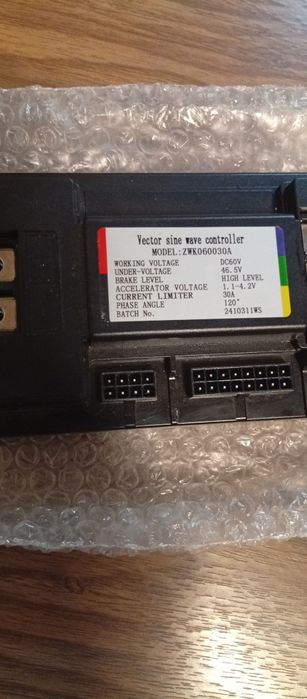 Vector sine wave controller
MODEL:ZWK060030A
WORKING VOLTAGE DC60V
UNDER-VOLTAGE 46.5V
BRAKE LEVEL HIGH LEVEL
ACCELERATOR VOLTAGE 1.1-4.2V
CURRENT LIMITER 30A
PHASE ANGLE 120°
BATCH No. 2410311WS